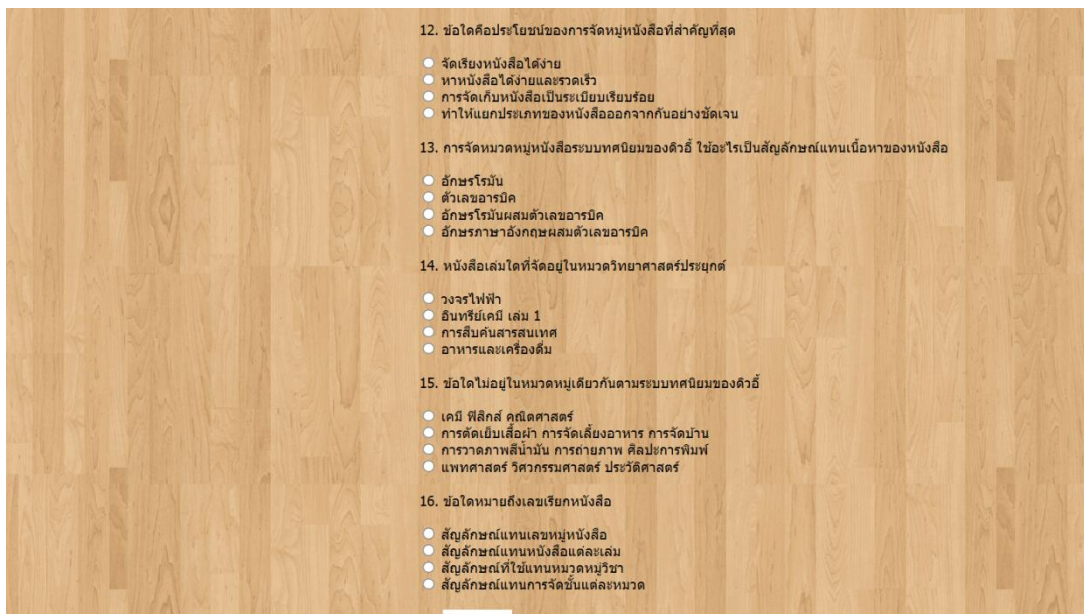 12. ข้อใดคือประโยชน์ของการจัดหมู่หนังสือที่สำคัญที่สุด
จัดเรียงหนังสือได้ง่าย
หาหนังสือได้ง่ายและรวดเร็ว
การจัดเก็บหนังสือเป็นระเบียบเรียบร้อย
ทำให้แยกประเภทของหนังสือออกจากกันอย่างชัดเจน
13. การจัดหมวดหมู่หนังสือระบบทศนิยมของดิวอี้ ใช้อะไรเป็นสัญลักษณ์แทนเนื้อหาของหนังสือ
อักษรโรมัน
ตัวเลขอารบิค
อักษรโรมันผสมตัวเลขอารบิค
อักษรภาษาอังกฤษผสมตัวเลขอารบิค
14. หนังสือเล่มใดที่จัดอยู่ในหมวดวิทยาศาสตร์ประยุกต์
วงจรไฟฟ้า
อินทรีย์เคมี เล่ม 1
การสืบค้นสารสนเทศ
อาหารและเครื่องดื่ม
15. ข้อใดไม่อยู่ในหมวดหมู่เดียวกันตามระบบทศนิยมของดิวอี้
เคมี ฟิสิกส์ คณิตศาสตร์
การตัดเย็บเสื้อผ้า การจัดเลี้ยงอาหาร การจัดบ้าน
การวาดภาพสีน้ำมัน การถ่ายภาพ ศิลปะการพิมพ์
แพทศาสตร์ วิศวกรรมศาสตร์ ประวัติศาสตร์
16. ข้อใดหมายถึงเลขเรียกหนังสือ
สัญลักษณ์แทนเลขหมู่หนังสือ
สัญลักษณ์แทนหนังสือแต่ละเล่ม
สัญลักษณ์ที่ใช้แทนหมวดหมู่วิชา
สัญลักษณ์แทนการจัดชั้นแต่ละหมวด